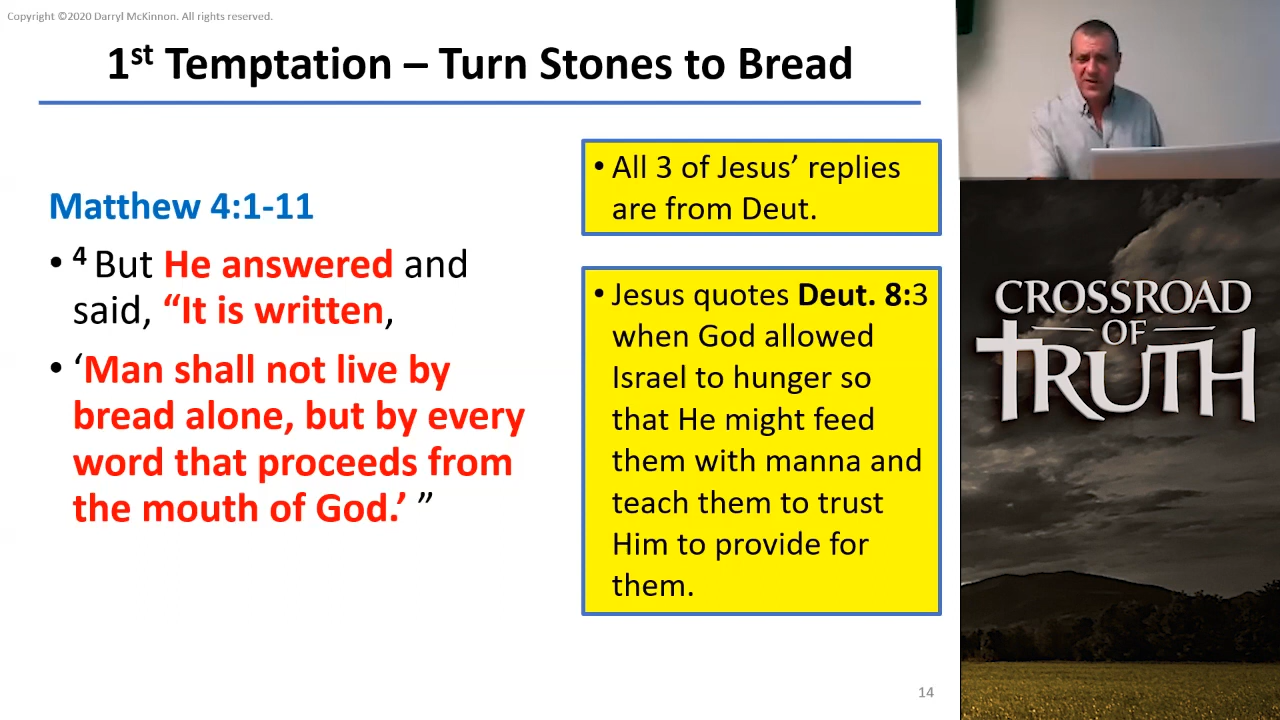 Copyright ©2020 Darryl McKinnon. All rights reserved.
1st Temptation – Turn Stones to Bread
Matthew 4:1-11
• 4 But He answered and
said, “It is written,
• ‘Man shall not live by
bread alone, but by every
word that proceeds from
the mouth of God.’ ”
• All 3 of Jesus’ replies
are from Deut.
• Jesus quotes Deut. 8:3
when God allowed
Israel to hunger so
that He might feed
them with manna and
teach them to trust
Him to provide for
them.
14
CROSSROAD
OF
TRUTH